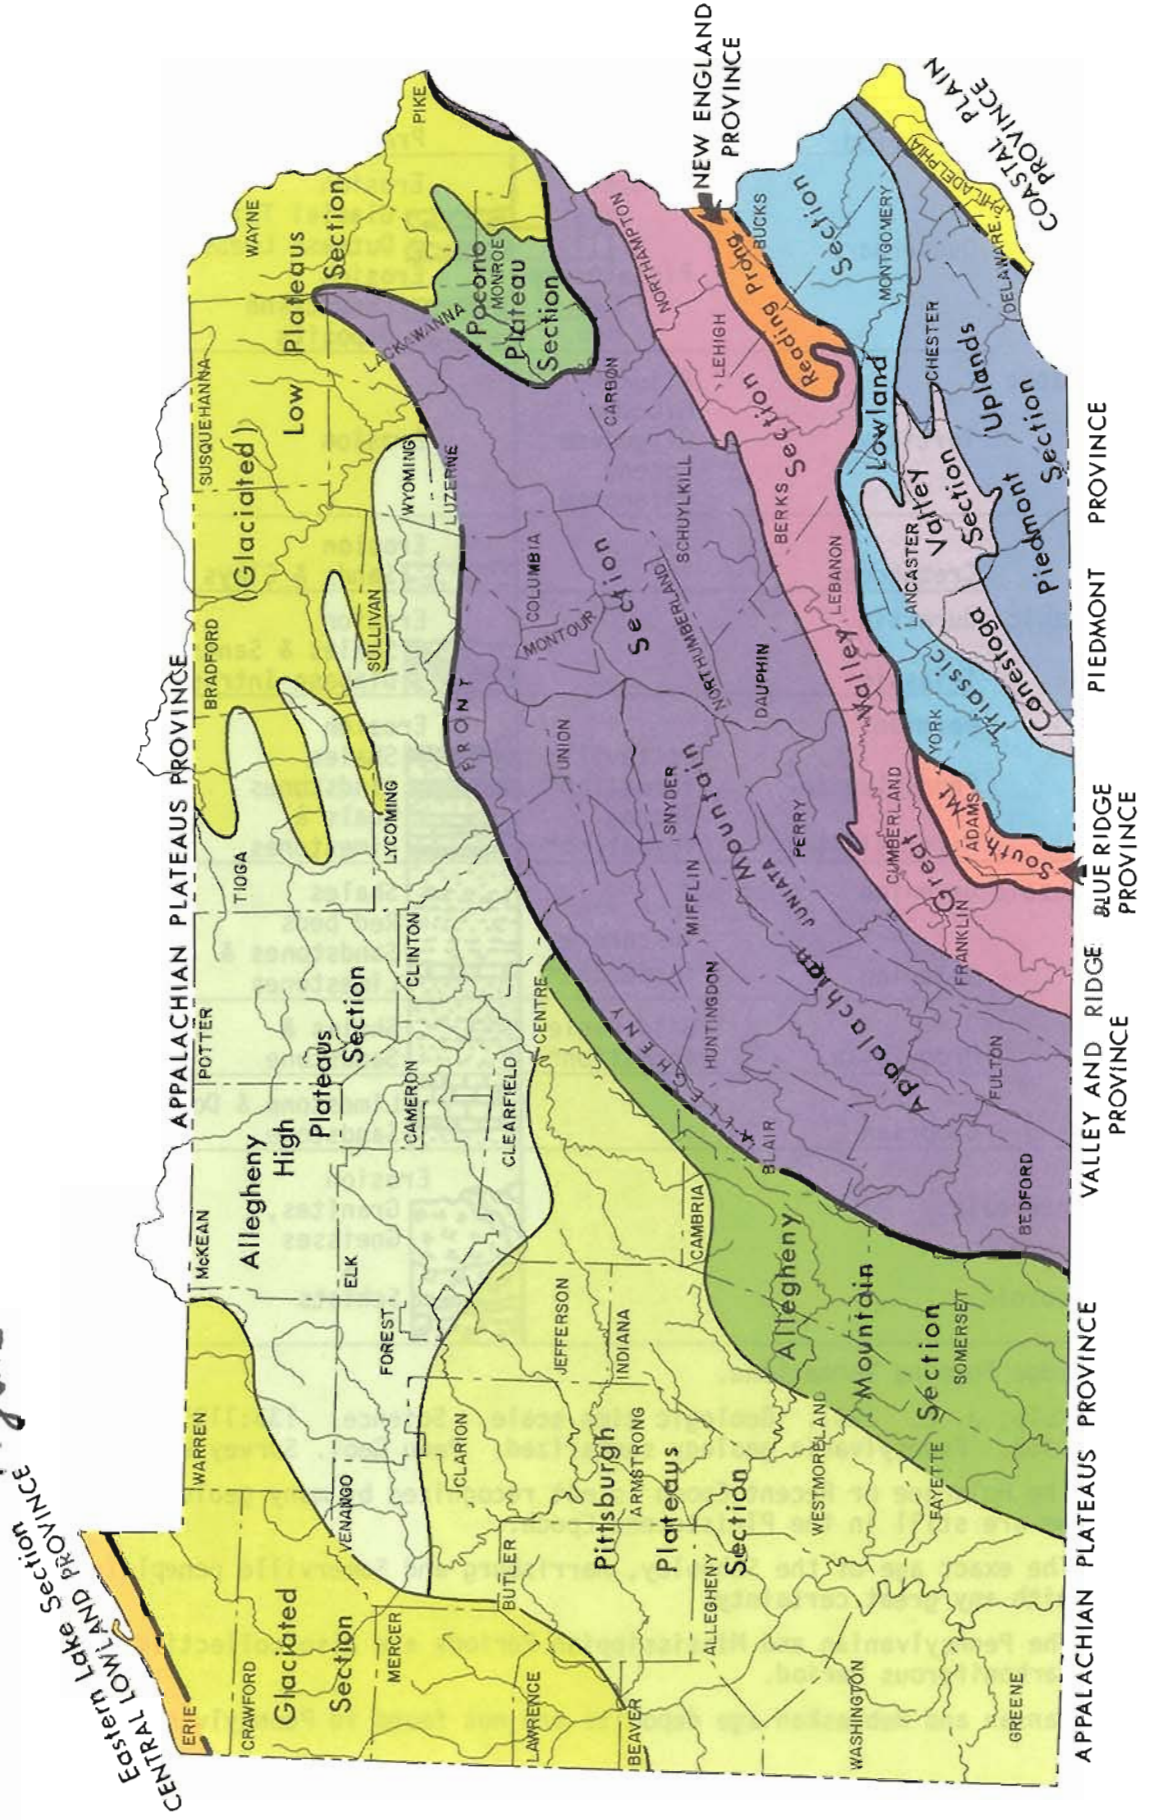 Eastern Lake Section
CENTRAL LOWLAND PROVINCE
APPALACHIAN PLATEAUS PROVINCE
ERIE
CRAWFORD
WARREN
McKEAN
POTTER
TIOGA
BRADFORD
SUSQUEHANNA
WAYNE
PIKE
Glaciated
Section
MERCER
VENANGO
FOREST
ELK
Allegheny
High
Plateaus
Section
CAMERON
CLINTON
LYCOMING
SULLIVAN
(Glaciated)
Low Plateaus
Section
WYOMING
LACKAWANNA
LUZERNE
Pocono
MONROE
Plateau
Section
CARBON
LAWRENCE
BUTLER
CLARION
JEFFERSON
CLEARFIELD
CENTRE
BEAVER
ALLEGHENY
ARMSTRONG
INDIANA
Pittsburgh
Plateaus
Section
WASHINGTON
GREENE
WESTMORELAND
FAYETTE
CAMBRIA
SOMERSET
Allegheny
Mountain
Section
ALLEGHENY
FRONT
BLAIR
BEDFORD
HUNTINGDON
FULTON
MIFFLIN
JUNIATA
PERRY
SNYDER
UNION
MONTOUR
COLUMBIA
NORTHUMBERLAND
DAUPHIN
SCHUYLKILL
Appalachian
Mountain
Section
FRANKLIN
CUMBERLAND
LEBANON
BERKS
LEHIGH
NORTHAMPTON
Great
Valley
Section
South
Mt.
ADAMS
YORK
LANCASTER
Reading Prong
NEW ENGLAND
PROVINCE
BUCKS
MONTGOMERY
Triassic
Lowland
Section
Conestoga
Valley
Section
CHESTER
DELAWARE
PHILADELPHIA
Piedmont
Uplands
Section
COASTAL PLAIN
PROVINCE
APPALACHIAN PLATEAUS PROVINCE
VALLEY AND RIDGE
PROVINCE
BLUE RIDGE
PROVINCE
PIEDMONT PROVINCE